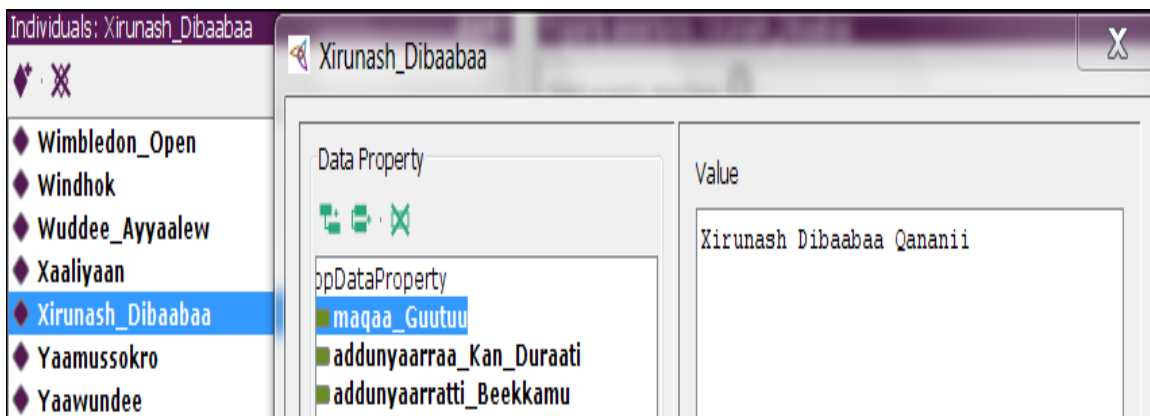 Individuals: Xirunash_Dibaabaa
Wimbledon_Open
Windhok
Wuddee_Ayyaalew
Xaaliyaan
Xirunash_Dibaabaa
Yaamussokro
Yaawundee
Xirunash_Dibaabaa
X
Data Property
opDataProperty
maqaa_Guutuu
addunyaarraa_Kan_Duraati
addunyaarratti_Beekkamu
Value
Xirunash Dibaabaa Qananii